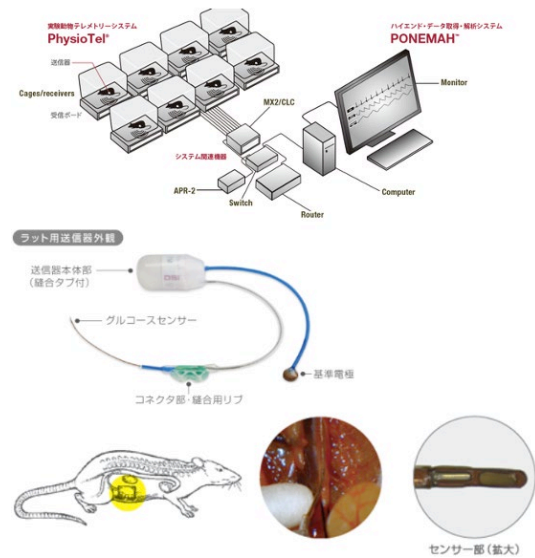 実験動物テレメトリーシステム
PhysioTel®
ハイエンド・データ取得・解析システム
PONEMAH™
送信器
Cages/receivers
受信ボード
Monitor
MX2/CLC
システム関連機器
APR-2
Switch
Router
Computer
ラット用送信器外観
送信器本体部
(縫合タブ付)
グルコースセンサー
基準電極
コネクタ部・縫合用リブ
センサー部(拡大)